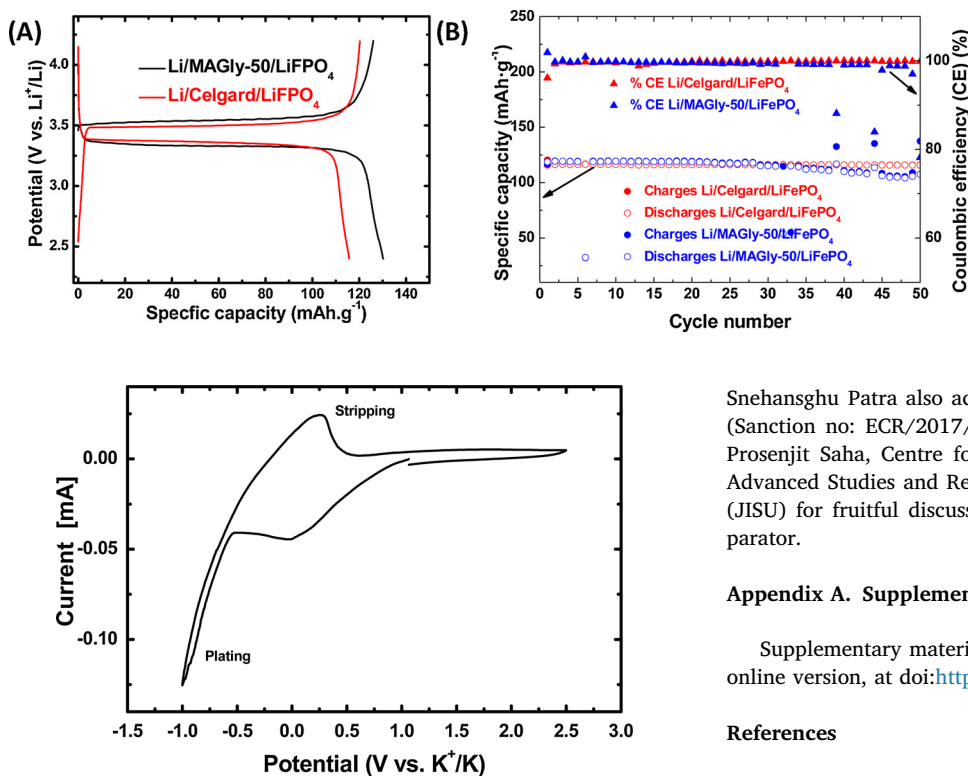 (A)
Li/MAGly-50/LiFPO4
Li/Celgard/LiFPO4
Potential (V vs. Li+/Li)
4.0
3.5
3.0
2.5
0 20 40 60 80 100 120 140
Specfic capacity (mAh.g-1)
(B)
Specific capacity (mAh·g-1)
250
200
150
100
50
% CE Li/Celgard/LiFePO4
% CE Li/MAGly-50/LiFePO4
Charges Li/Celgard/LiFePO4
Discharges Li/Celgard/LiFePO4
Charges Li/MAGly-50/LiFePO4
Discharges Li/MAGly-50/LiFePO4
100
80
60
Coulombic efficiency (CE) (%)
0 5 10 15 20 25 30 35 40 45 50
Cycle number
Current [mA]
0.00
-0.05
-0.10
Stripping
Plating
-1.5 -1.0 -0.5 0.0 0.5 1.0 1.5 2.0 2.5 3.0
Potential (V vs. K+/K)
Snehansghu Patra also ac
(Sanction no: ECR/2017/
Prosenjit Saha, Centre fo
Advanced Studies and Re
(JISU) for fruitful discuss
parator.
Appendix A. Supplemen
Supplementary materi
online version, at doi:http
References